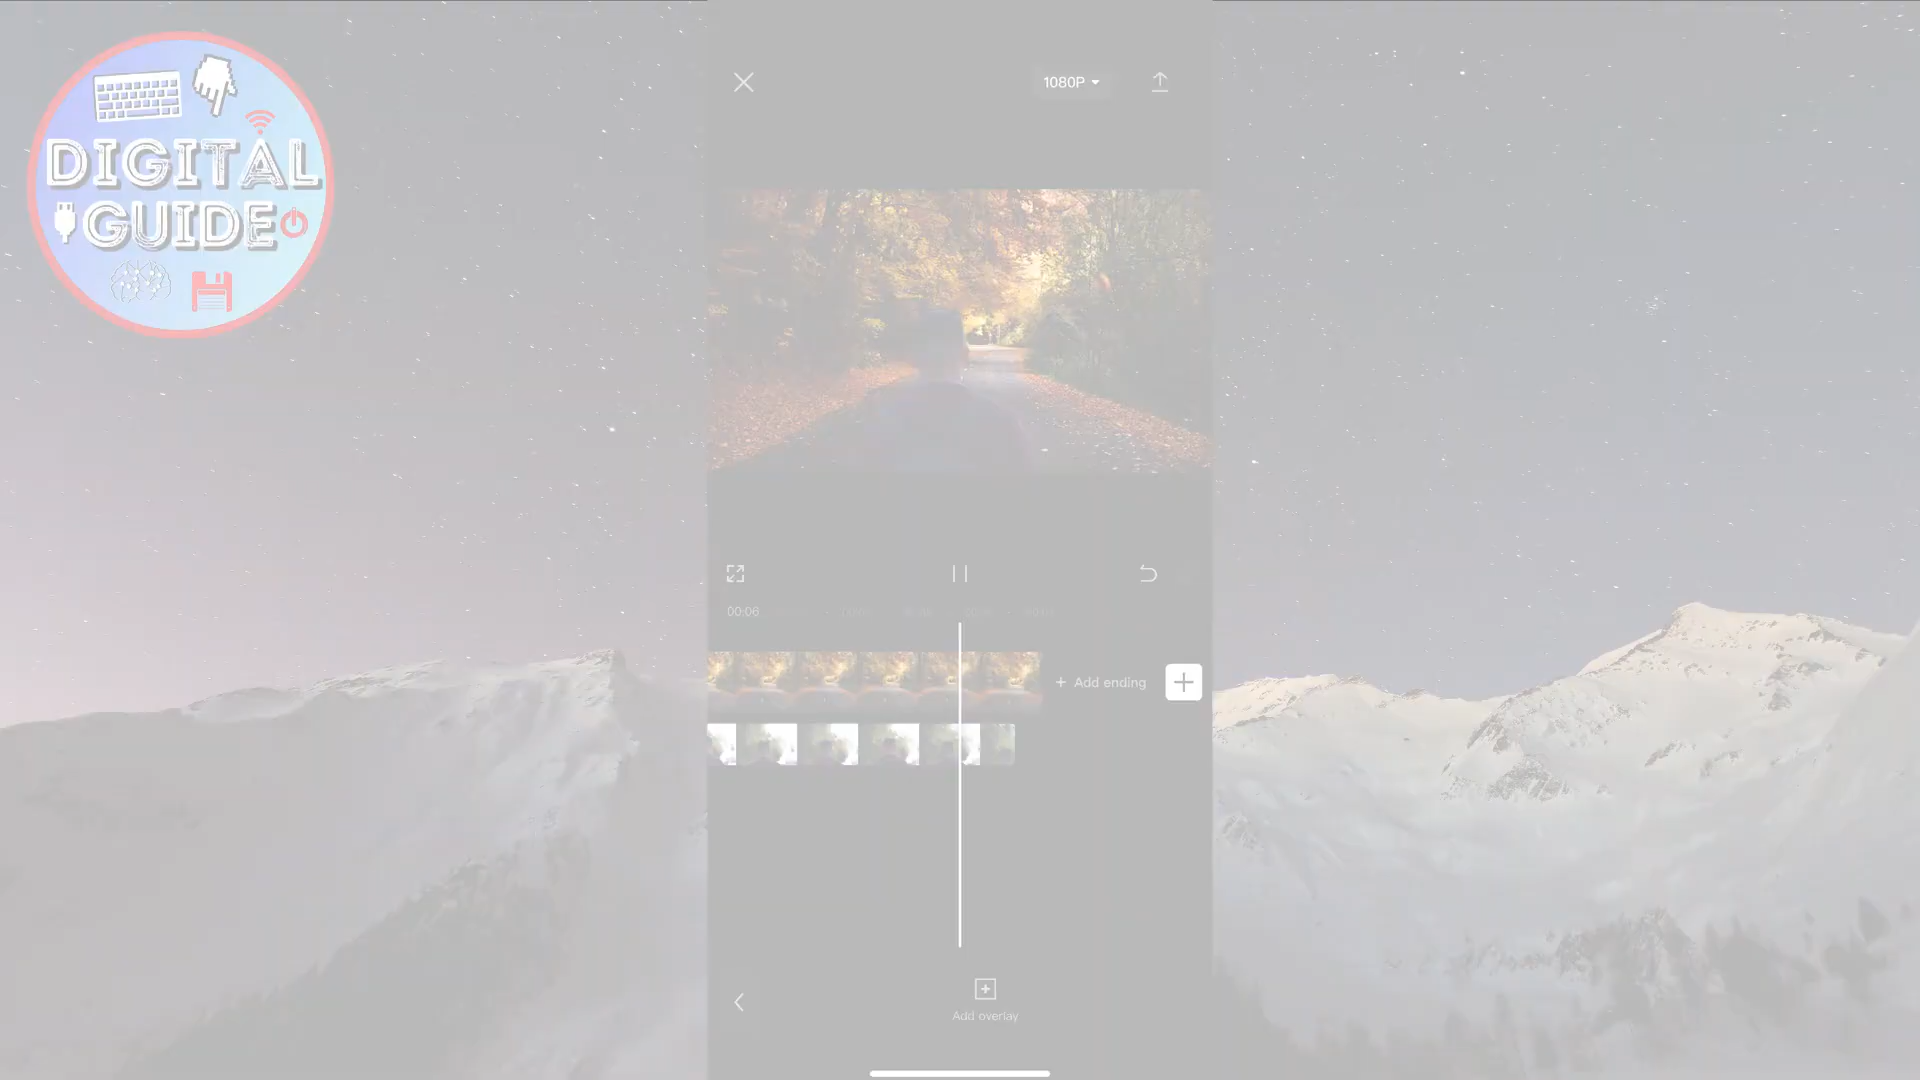 DIGITAL
GUIDE
1080P
00:06
+ Add ending
Add overlay